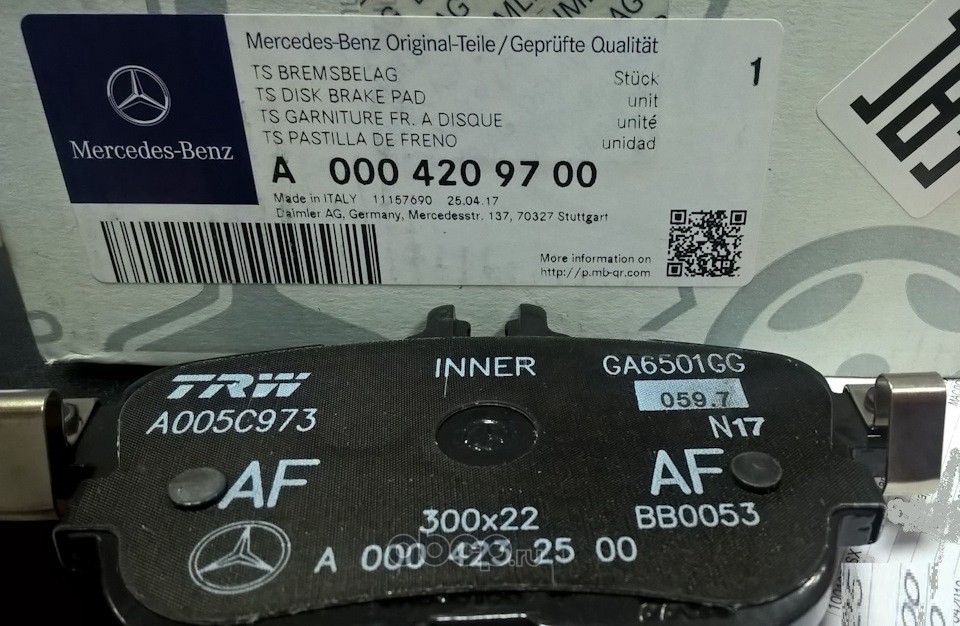 Mercedes-Benz Original-Teile/Geprüfte Qualität
TS BREMSBELAG Stück 1
TS DISK BRAKE PAD unit
TS GARNITURE FR. A DISQUE unité
TS PASTILLA DE FRENO unidad
Mercedes-Benz
A 000 420 97 00
Made in ITALY 11157690 25.04.17
Daimler AG, Germany, Mercedesstr. 137, 70327 Stuttgart
More information on
http://p.mb-qr.com
INNER GA6501GG
TRW 059.7
A005C973 N17
AF AF
300x22 BB0053
A 000 423 25 00